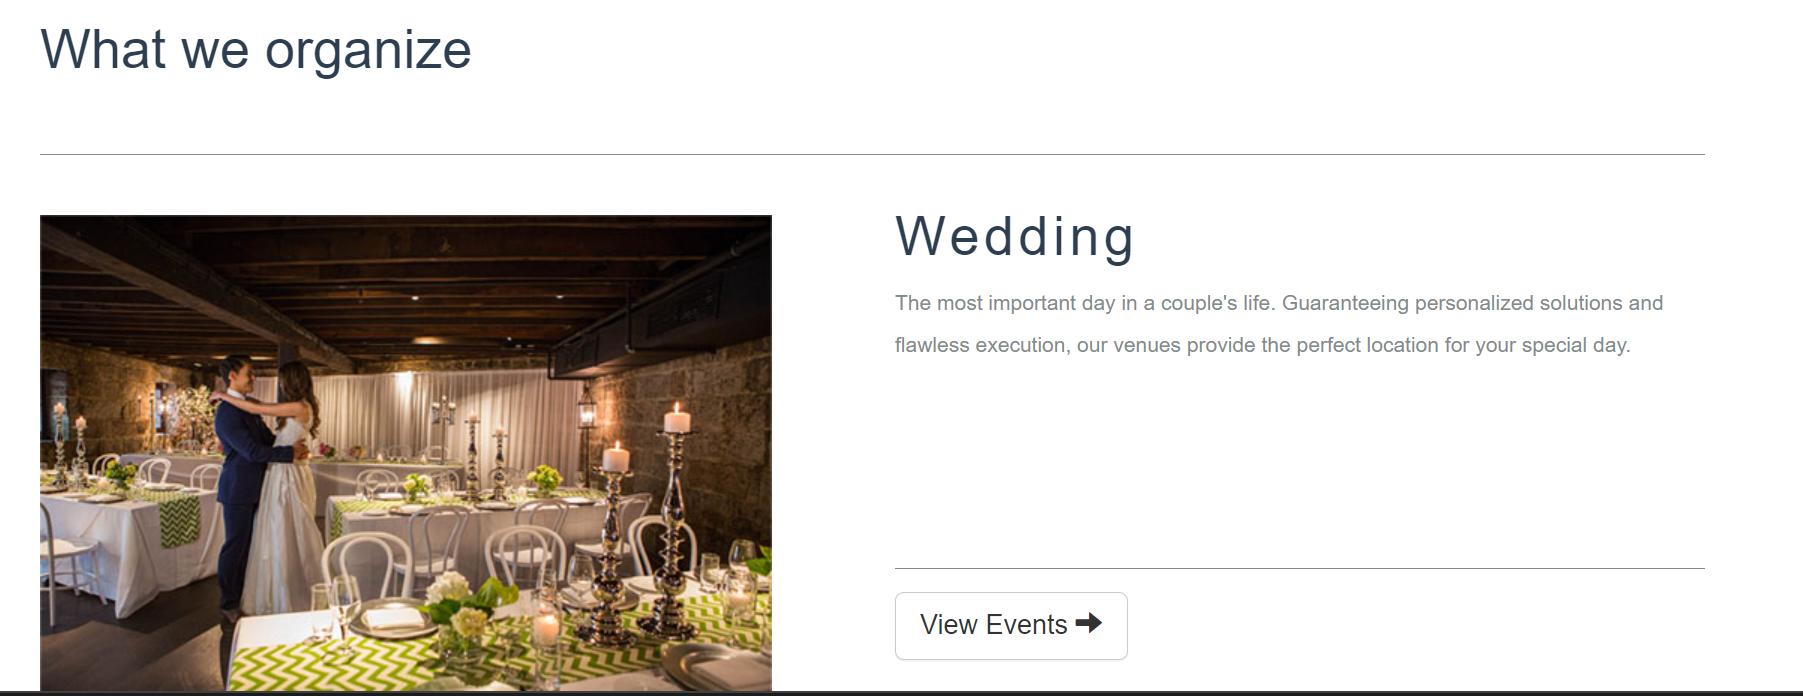 What we organize
Wedding
The most important day in a couple's life. Guaranteeing personalized solutions and
flawless execution, our venues provide the perfect location for your special day.
View Events